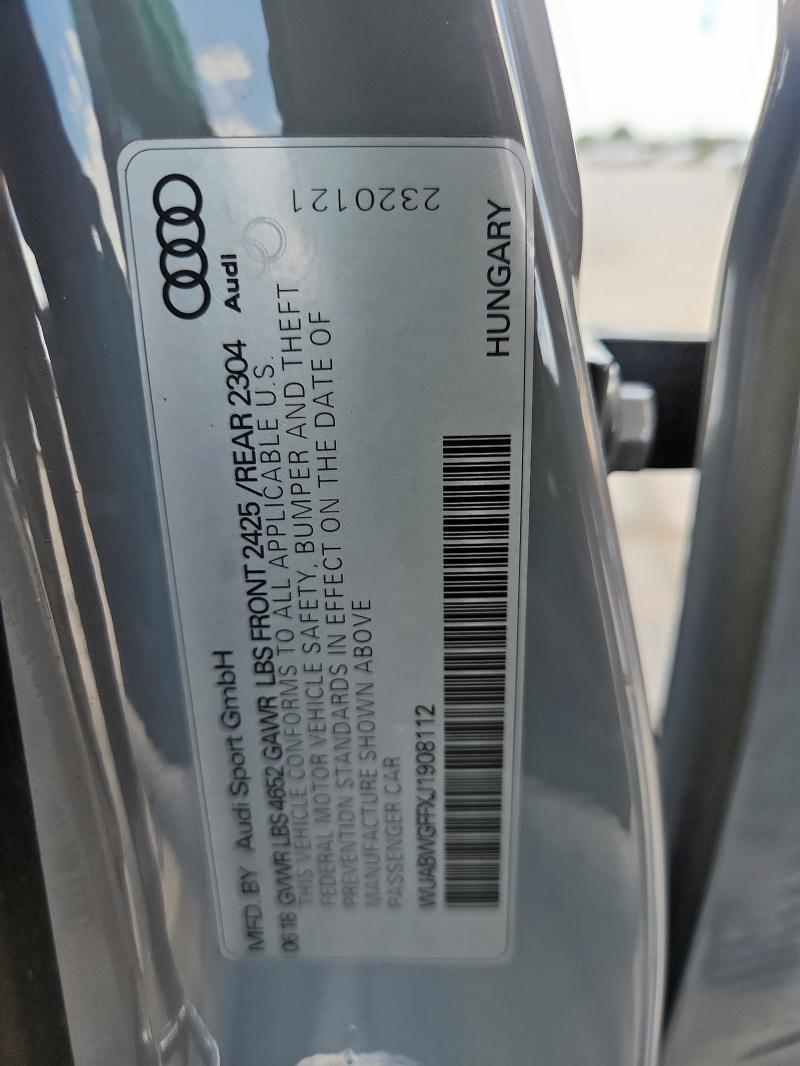 Audi
2320121
MFD. BY Audi Sport GmbH
06 18 GVWR LBS 4652 GAWR LBS FRONT 2425 /REAR 2304
THIS VEHICLE CONFORMS TO ALL APPLICABLE U.S.
FEDERAL MOTOR VEHICLE SAFETY, BUMPER AND THEFT
PREVENTION STANDARDS IN EFFECT ON THE DATE OF
MANUFACTURE SHOWN ABOVE
PASSENGER CAR
WUABWGFFXJ1908112
HUNGARY